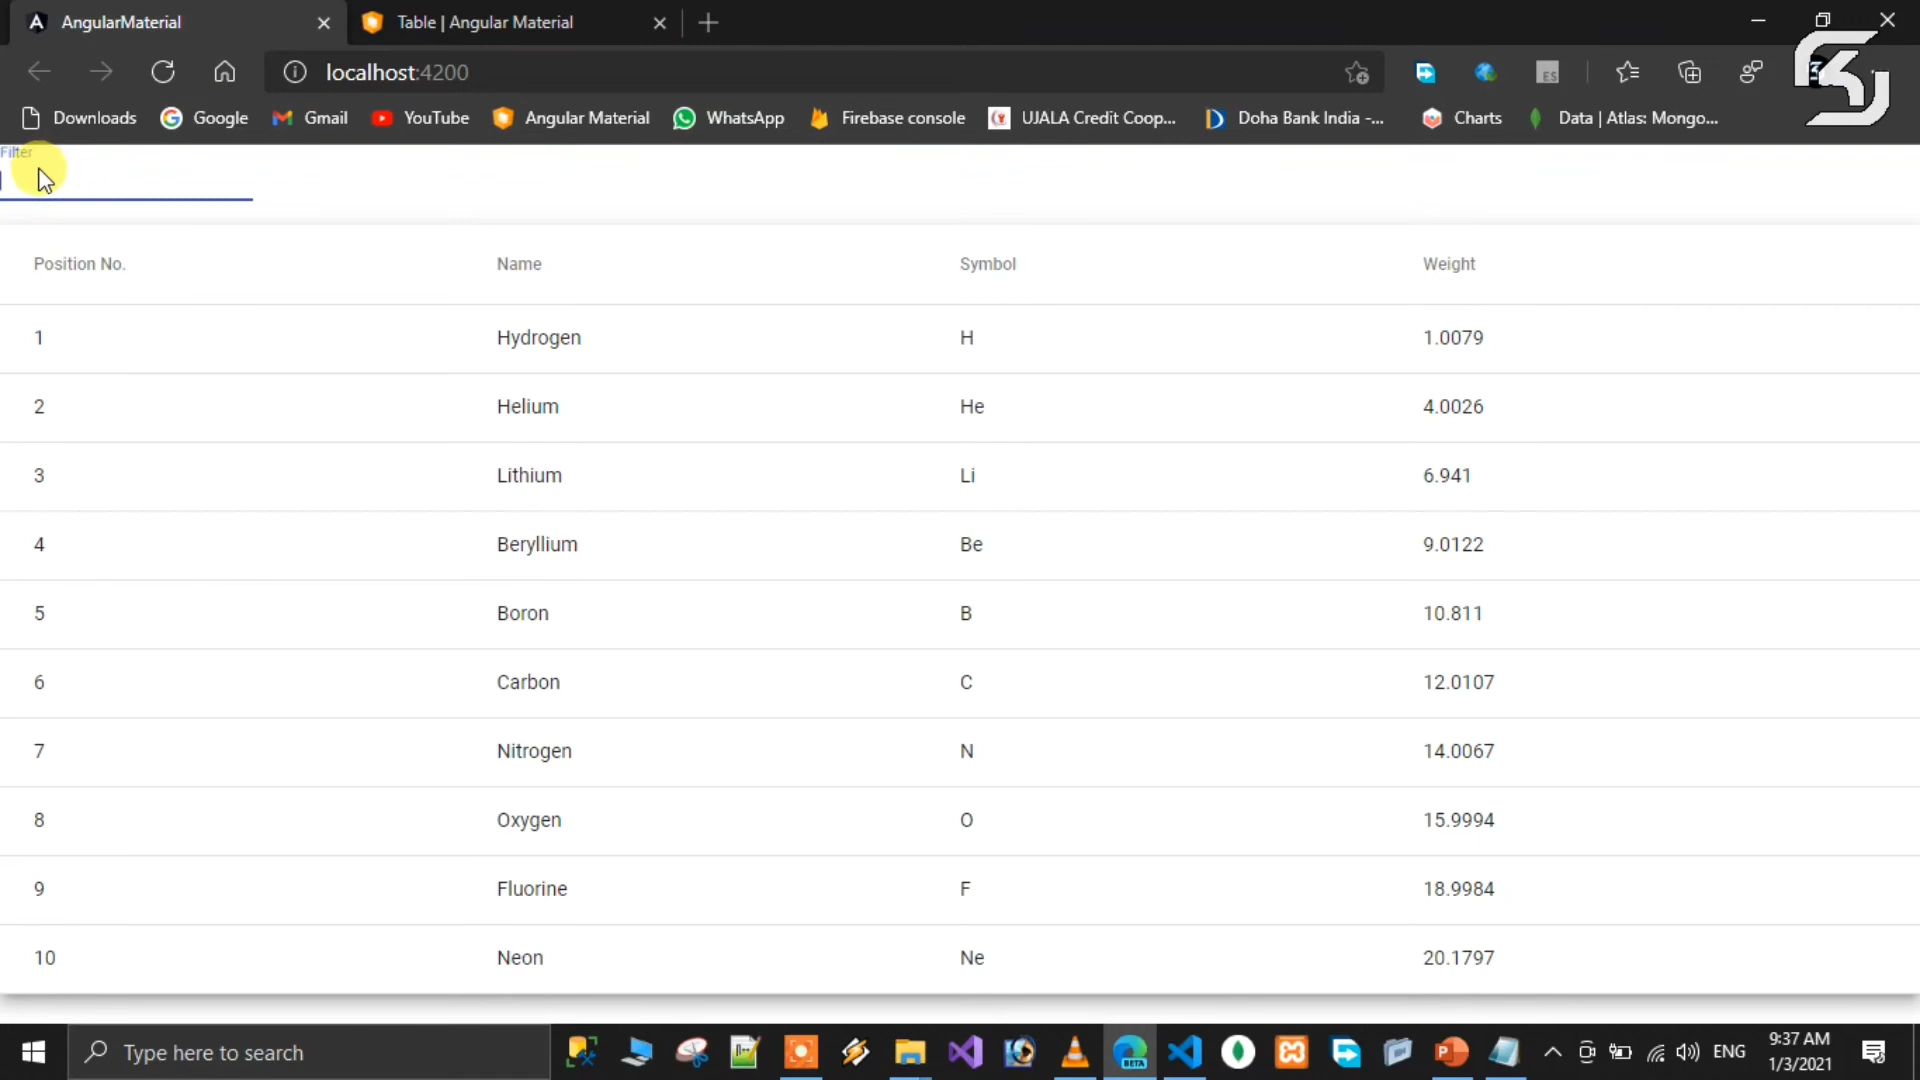 AngularMaterial
Table | Angular Material
localhost:4200
ES
Downloads
Google
Gmail
YouTube
Angular Material
WhatsApp
Firebase console
UJALA Credit Coop...
Doha Bank India -...
Charts
Data | Atlas: Mongo...
Filter
Position No. Name Symbol Weight
1 Hydrogen H 1.0079
2 Helium He 4.0026
3 Lithium Li 6.941
4 Beryllium Be 9.0122
5 Boron B 10.811
6 Carbon C 12.0107
7 Nitrogen N 14.0067
8 Oxygen O 15.9994
9 Fluorine F 18.9984
10 Neon Ne 20.1797
Type here to search
BETA
ENG
9:37 AM
1/3/2021